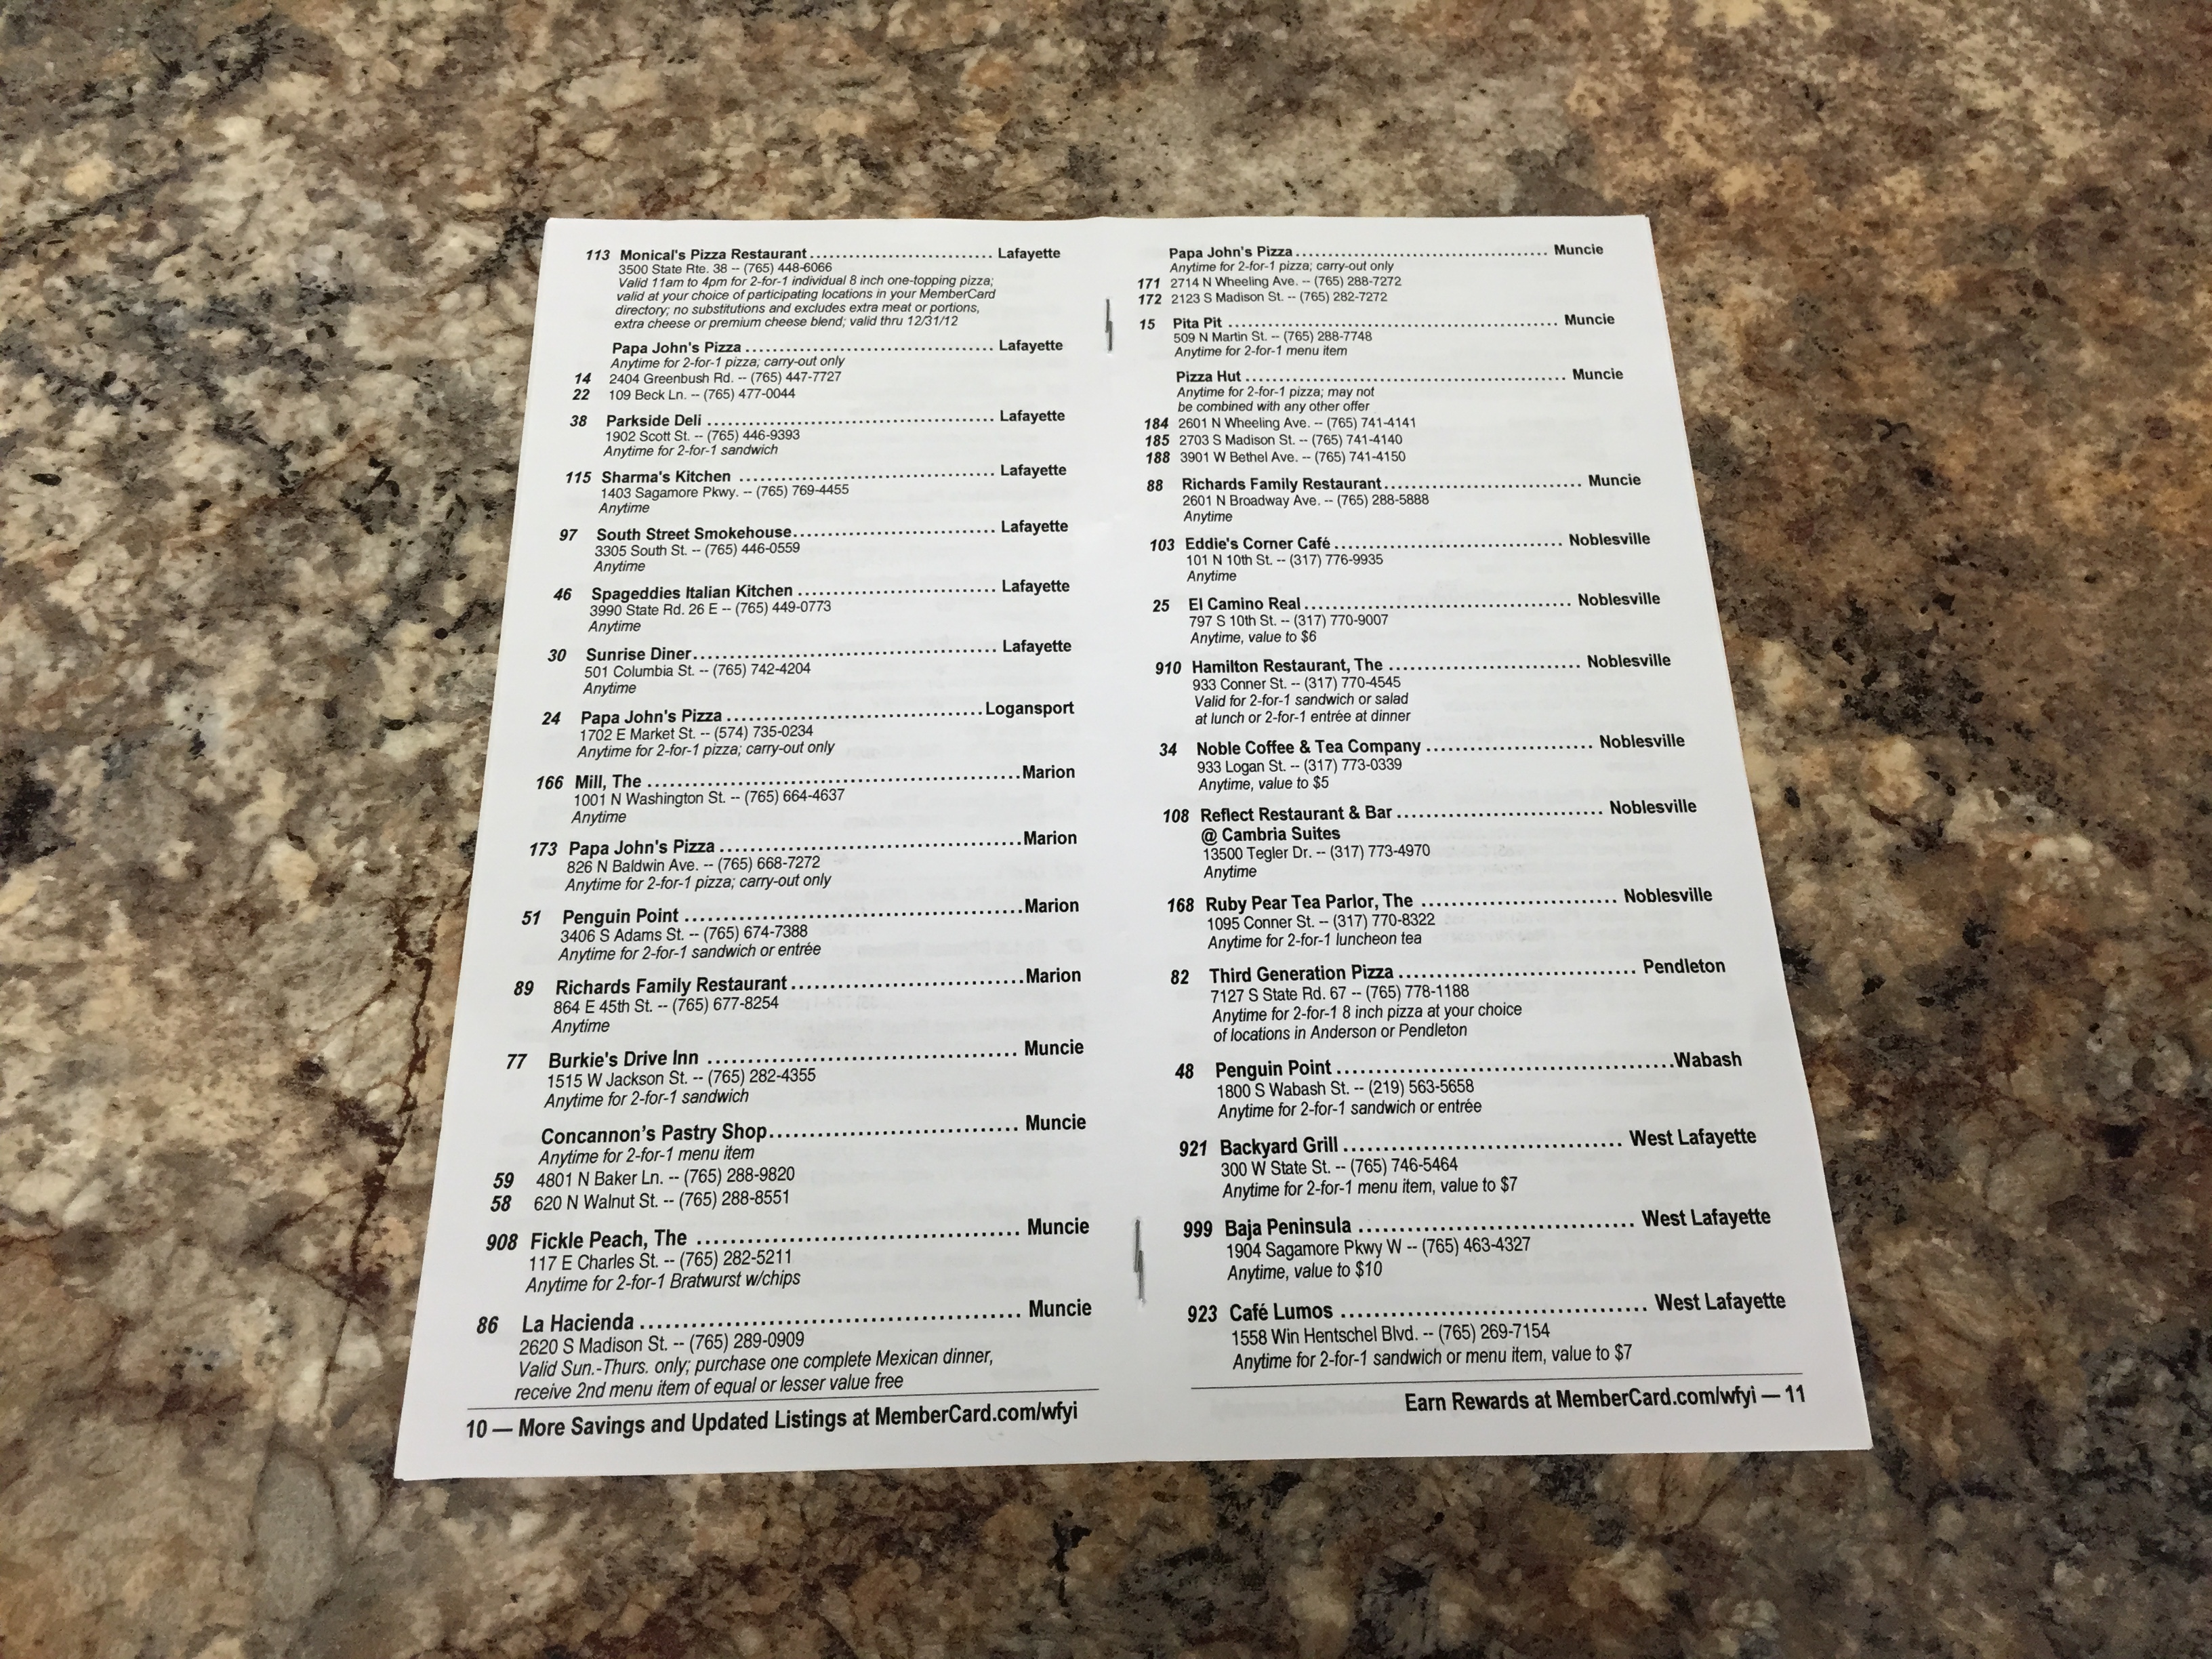 113 Monical's Pizza Restaurant ............................ Lafayette
3500 State Rte. 38 -- (765) 448-6066
Valid 11am to 4pm for 2-for-1 individual 8 inch one-topping pizza;
valid at your choice of participating locations in your MemberCard
directory; no substitutions and excludes extra meat or portions,
extra cheese or premium cheese blend; valid thru 12/31/12
Papa John's Pizza ...................................... Lafayette
Anytime for 2-for-1 pizza; carry-out only
14 2404 Greenbush Rd. -- (765) 447-7727
22 109 Beck Ln. -- (765) 477-0044
38 Parkside Deli ............................................ Lafayette
1902 Scott St. -- (765) 446-9393
Anytime for 2-for-1 sandwich
115 Sharma's Kitchen ....................................... Lafayette
1403 Sagamore Pkwy. -- (765) 769-4455
Anytime
97 South Street Smokehouse............................... Lafayette
3305 South St. -- (765) 446-0559
Anytime
46 Spageddies Italian Kitchen .............................. Lafayette
3990 State Rd. 26 E -- (765) 449-0773
Anytime
30 Sunrise Diner.............................................. Lafayette
501 Columbia St. -- (765) 742-4204
Anytime
24 Papa John's Pizza .......................................Logansport
1702 E Market St. -- (574) 735-0234
Anytime for 2-for-1 pizza; carry-out only
166 Mill, The .......................................................Marion
1001 N Washington St. -- (765) 664-4637
Anytime
173 Papa John's Pizza ............................................Marion
826 N Baldwin Ave. -- (765) 668-7272
Anytime for 2-for-1 pizza; carry-out only
51 Penguin Point .................................................Marion
3406 S Adams St. -- (765) 674-7388
Anytime for 2-for-1 sandwich or entrée
89 Richards Family Restaurant .................................Marion
864 E 45th St. -- (765) 677-8254
Anytime
77 Burkie's Drive Inn ........................................... Muncie
1515 W Jackson St. -- (765) 282-4355
Anytime for 2-for-1 sandwich
Concannon's Pastry Shop................................... Muncie
Anytime for 2-for-1 menu item
59 4801 N Baker Ln. -- (765) 288-9820
58 620 N Walnut St. -- (765) 288-8551
908 Fickle Peach, The ............................................ Muncie
117 E Charles St. -- (765) 282-5211
Anytime for 2-for-1 Bratwurst w/chips
86 La Hacienda .................................................... Muncie
2620 S Madison St. -- (765) 289-0909
Valid Sun.-Thurs. only; purchase one complete Mexican dinner,
receive 2nd menu item of equal or lesser value free
10 — More Savings and Updated Listings at MemberCard.com/wfyi
Papa John's Pizza ....................................... Muncie
Anytime for 2-for-1 pizza; carry-out only
171 2714 N Wheeling Ave. -- (765) 288-7272
172 2123 S Madison St. -- (765) 282-7272
15 Pita Pit .................................................... Muncie
509 N Martin St. -- (765) 288-7748
Anytime for 2-for-1 menu item
Pizza Hut ................................................. Muncie
Anytime for 2-for-1 pizza; may not
be combined with any other offer
184 2601 N Wheeling Ave. -- (765) 741-4141
185 2703 S Madison St. -- (765) 741-4140
188 3901 W Bethel Ave. -- (765) 741-4150
88 Richards Family Restaurant.............................. Muncie
2601 N Broadway Ave. -- (765) 288-5888
Anytime
103 Eddie's Corner Café .................................. Noblesville
101 N 10th St. -- (317) 776-9935
Anytime
25 El Camino Real ........................................ Noblesville
797 S 10th St. -- (317) 770-9007
Anytime, value to $6
910 Hamilton Restaurant, The ............................ Noblesville
933 Conner St. -- (317) 770-4545
Valid for 2-for-1 sandwich or salad
at lunch or 2-for-1 entrée at dinner
34 Noble Coffee & Tea Company ........................ Noblesville
933 Logan St. -- (317) 773-0339
Anytime, value to $5
108 Reflect Restaurant & Bar .............................. Noblesville
@ Cambria Suites
13500 Tegler Dr. -- (317) 773-4970
Anytime
168 Ruby Pear Tea Parlor, The ............................ Noblesville
1095 Conner St. -- (317) 770-8322
Anytime for 2-for-1 luncheon tea
82 Third Generation Pizza .................................. Pendleton
7127 S State Rd. 67 -- (765) 778-1188
Anytime for 2-for-1 8 inch pizza at your choice
of locations in Anderson or Pendleton
48 Penguin Point ................................................Wabash
1800 S Wabash St. -- (219) 563-5658
Anytime for 2-for-1 sandwich or entrée
921 Backyard Grill ...................................... West Lafayette
300 W State St. -- (765) 746-5464
Anytime for 2-for-1 menu item, value to $7
999 Baja Peninsula ...................................... West Lafayette
1904 Sagamore Pkwy W -- (765) 463-4327
Anytime, value to $10
923 Café Lumos .......................................... West Lafayette
1558 Win Hentschel Blvd. -- (765) 269-7154
Anytime for 2-for-1 sandwich or menu item, value to $7
Earn Rewards at MemberCard.com/wfyi — 11